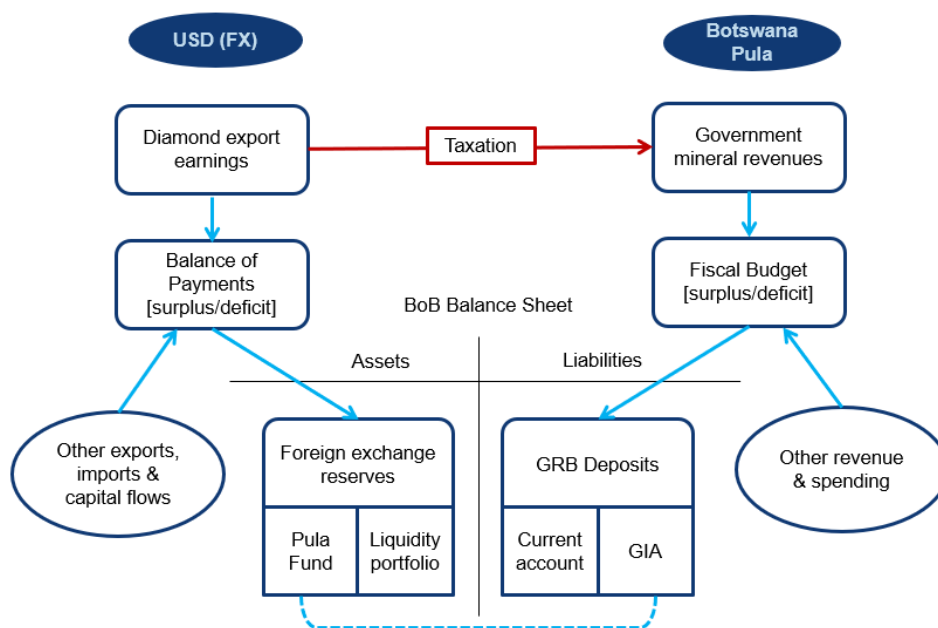 USD (FX)
Botswana
Pula
Diamond export
earnings
Taxation
Government
mineral revenues
Balance of
Payments
[surplus/deficit]
Fiscal Budget
[surplus/deficit]
BoB Balance Sheet
Assets
Liabilities
Other exports,
imports &
capital flows
Foreign exchange
reserves
Pula
Fund
Liquidity
portfolio
GRB Deposits
Current
account
GIA
Other revenue
& spending